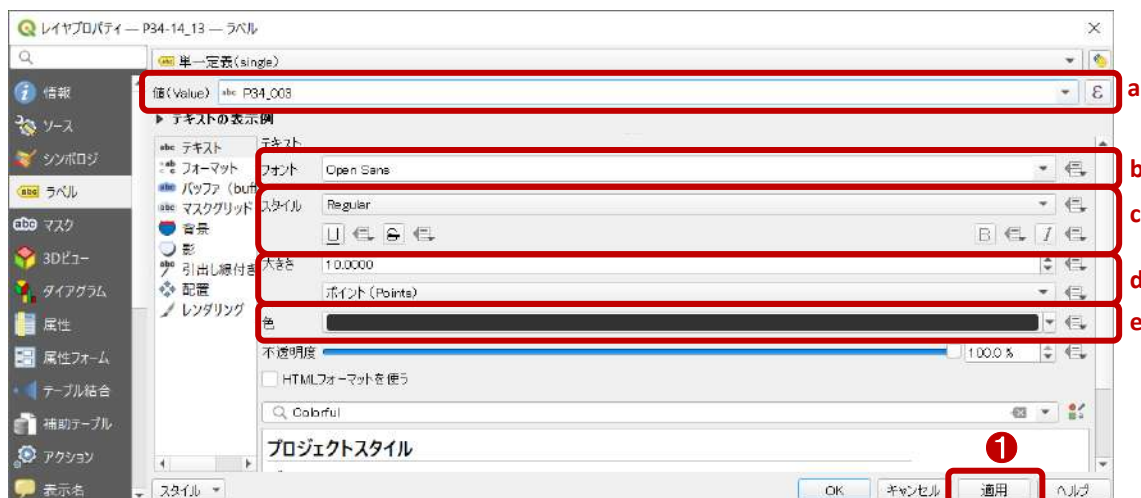 レイヤプロパティ — P34-14_13 — ラベル
単一定義(single)
値(Value) abc P34_003 ε a
テキストの表示例
情報
ソース
シンボロジ
ラベル
マスク
3Dビュー
ダイアグラム
属性
属性フォーム
テーブル結合
補助テーブル
アクション
表示名
テキスト
フォーマット
バッファ (buff
マスクグリッド
背景
影
引出し線付き
配置
レンダリング
テキスト
フォント Open Sans b
スタイル Regular c
U S B I
大きさ 10.0000 d
ポイント (Points)
色 e
不透明度 100.0 %
HTMLフォーマットを使う
Colorful
プロジェクトスタイル
1
スタイル OK キャンセル 適用 ヘルプ